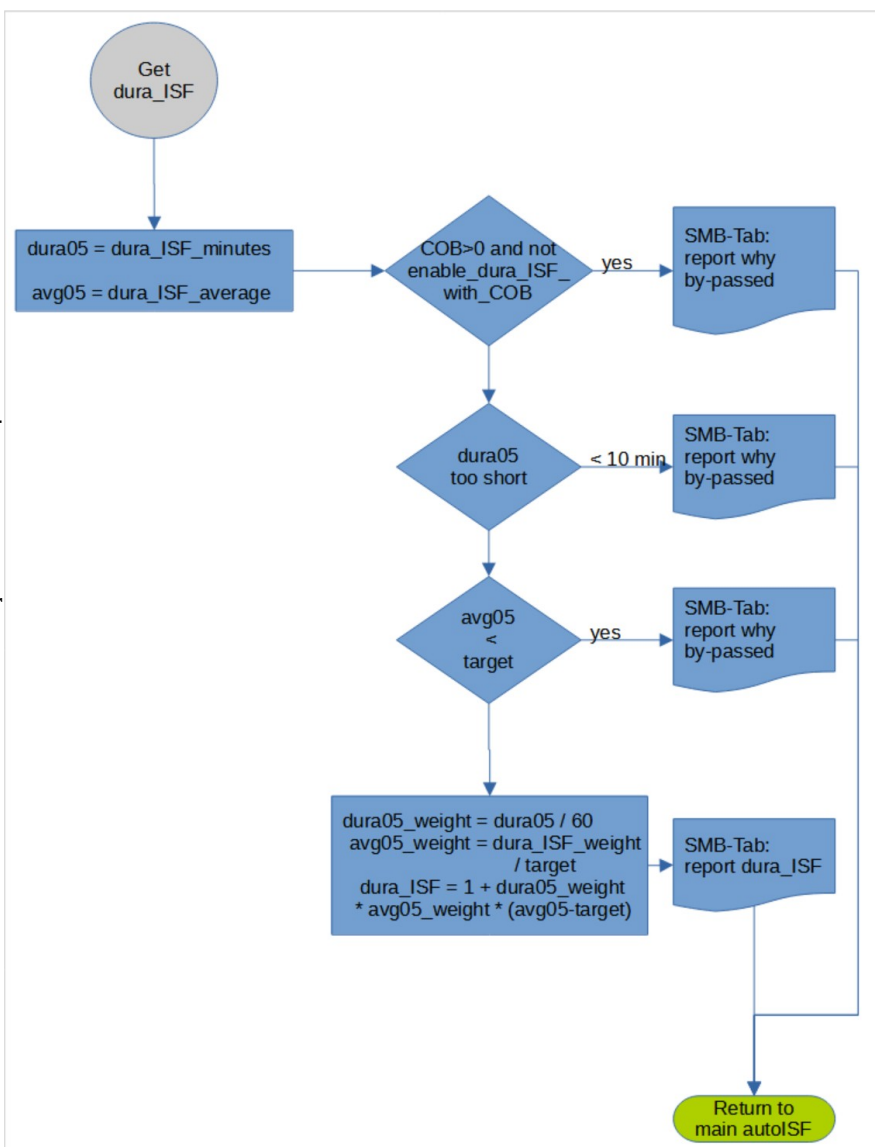 Get
dura_ISF
dura05 = dura_ISF_minutes
avg05 = dura_ISF_average
COB>0 and not
enable_dura_ISF_
with_COB
yes
SMB-Tab:
report why
by-passed
dura05
too short
< 10 min
SMB-Tab:
report why
by-passed
avg05
<
target
yes
SMB-Tab:
report why
by-passed
dura05_weight = dura05 / 60
avg05_weight = dura_ISF_weight
/ target
dura_ISF = 1 + dura05_weight
* avg05_weight * (avg05-target)
SMB-Tab:
report dura_ISF
Return to
main autoISF